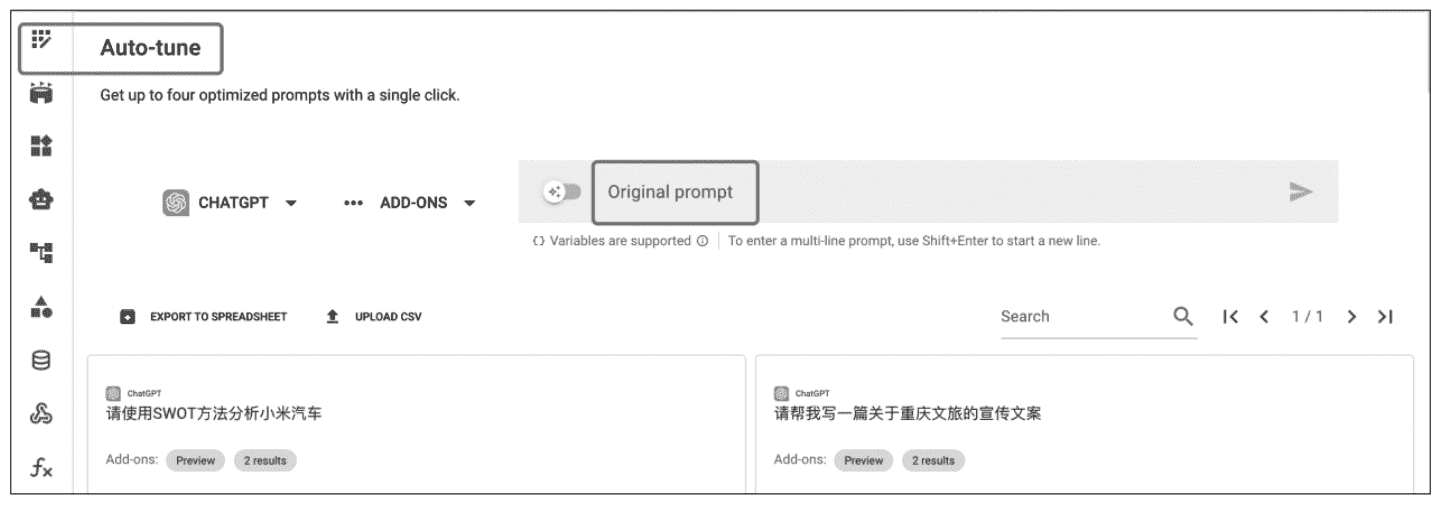 Auto-tune
Get up to four optimized prompts with a single click.
CHATGPT ADD-ONS Original prompt
{} Variables are supported To enter a multi-line prompt, use Shift+Enter to start a new line.
EXPORT TO SPREADSHEET UPLOAD CSV Search 1 / 1
ChatGPT
请使用SWOT方法分析小米汽车
Add-ons: Preview 2 results
ChatGPT
请帮我写一篇关于重庆文旅的宣传文案
Add-ons: Preview 2 results
fx